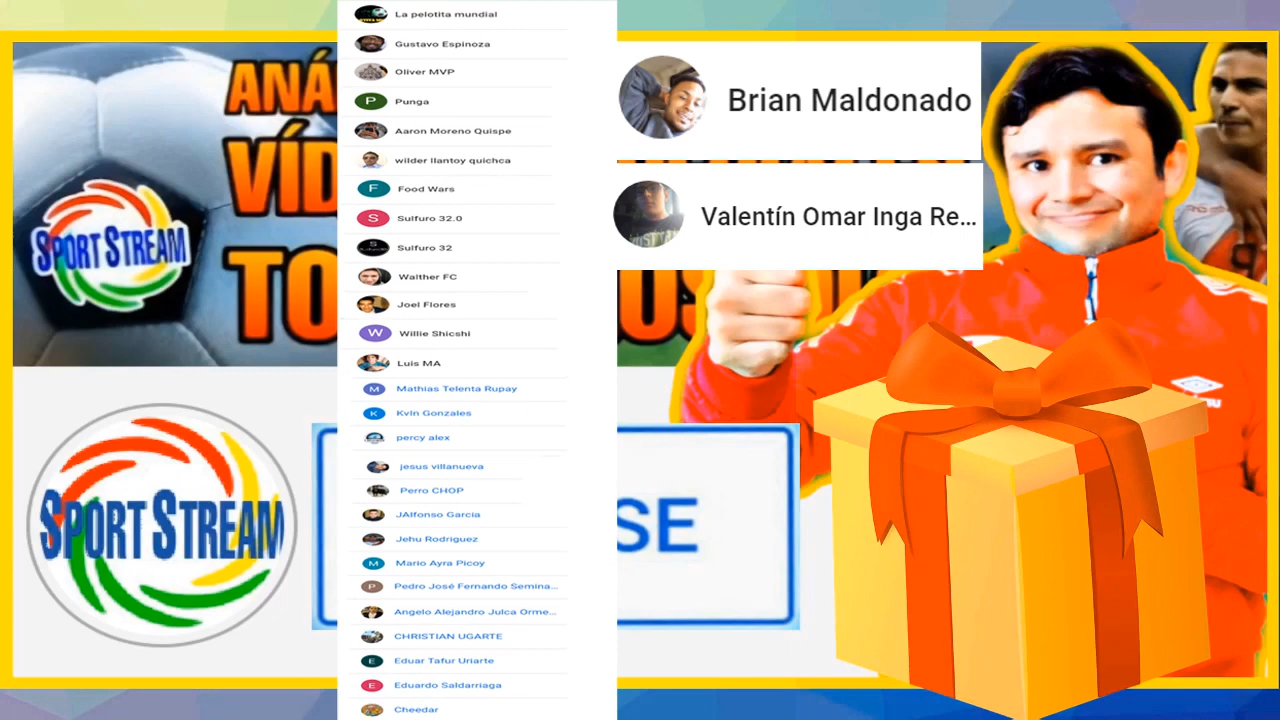 La pelotita mundial
Gustavo Espinoza
Oliver MVP
P Punga
Aaron Moreno Quispe
wilder llantoy quichca
F Food Wars
S Sulfuro 32.0
S Sulfuro 32
Walther FC
Joel Flores
W Willie Shicshi
Luis MA
M Mathias Telenta Rupay
K Kvln Gonzales
percy alex
jesus villanueva
Perro CHOP
JAlfonso Garcia
Jehu Rodriguez
M Mario Ayra Picoy
P Pedro José Fernando Semina...
Angelo Alejandro Julca Orme...
CHRISTIAN UGARTE
E Eduar Tafur Uriarte
E Eduardo Saldarriaga
Cheedar
Brian Maldonado
Valentín Omar Inga Re...
ANÁ
VÍD
TO
SPORT STREAM
SPORT STREAM
SE